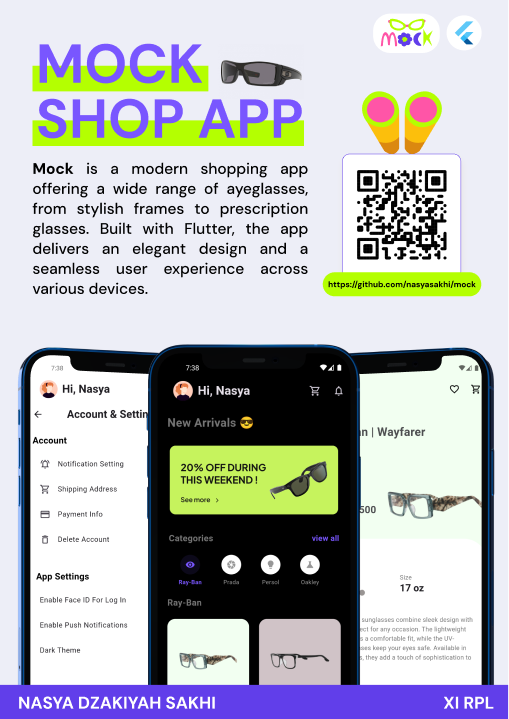 MOCK
MOCK
SHOP APP
Mock is a modern shopping app
offering a wide range of ayeglasses,
from stylish frames to prescription
glasses. Built with Flutter, the app
delivers an elegant design and a
seamless user experience across
various devices.
https://github.com/nasyasakhi/mock
7:38
Hi, Nasya
Account & Settin
Account
Notification Setting
Shipping Address
Payment Info
Delete Account
App Settings
Enable Face ID For Log In
Enable Push Notifications
Dark Theme
7:38
Hi, Nasya
New Arrivals 😎
20% OFF DURING
THIS WEEKEND !
See more >
Categories
view all
Ray-Ban
Prada
Persol
Oakley
Ray-Ban
n | Wayfarer
500
Size
17 oz
sunglasses combine sleek design with
ect for any occasion. The lightweight
s a comfortable fit, while the UV-
ses keep your eyes safe. Available in
s, they add a touch of sophistication to
NASYA DZAKIYAH SAKHI
XI RPL